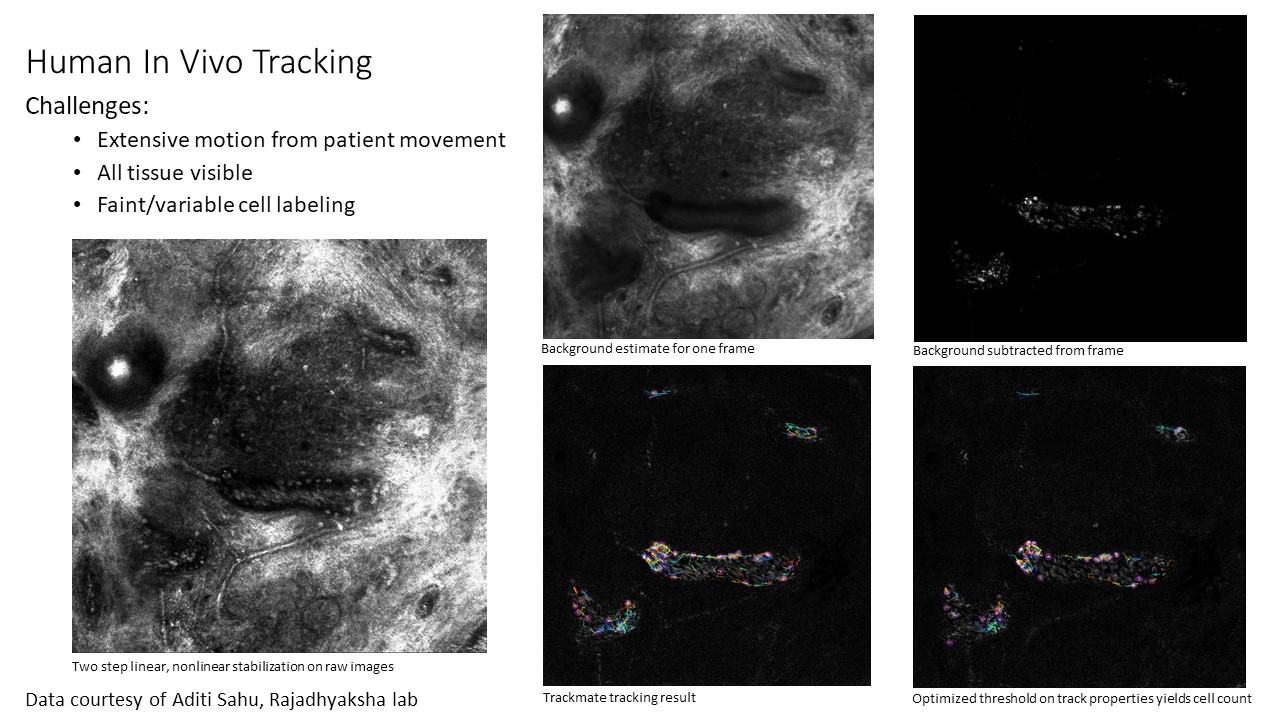 Human In Vivo Tracking
Challenges:
• Extensive motion from patient movement
• All tissue visible
• Faint/variable cell labeling
Two step linear, nonlinear stabilization on raw images
Data courtesy of Aditi Sahu, Rajadhyaksha lab
Background estimate for one frame
Background subtracted from frame
Trackmate tracking result
Optimized threshold on track properties yields cell count